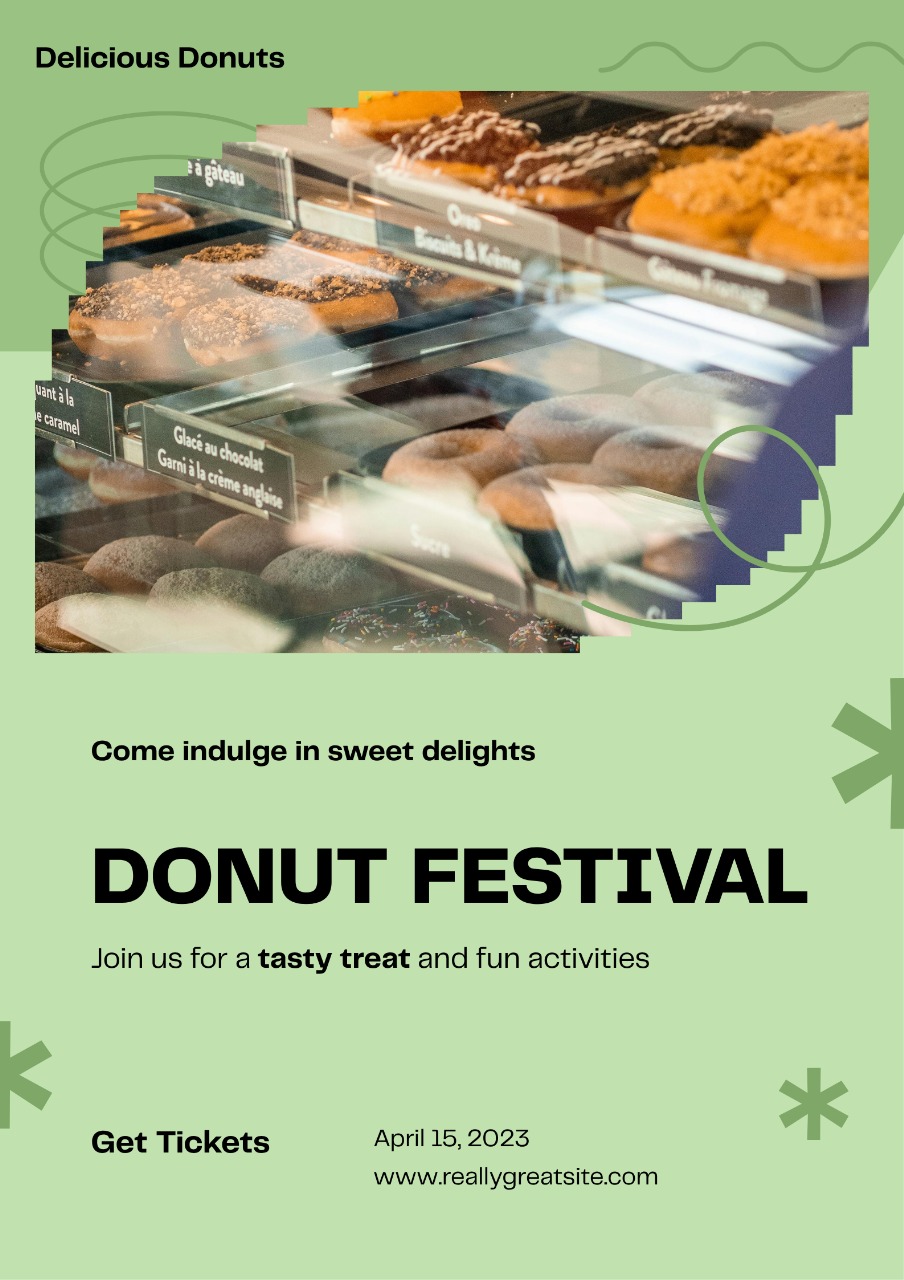 Delicious Donuts
e à gâteau
Oreo
Biscuits & Krème
Gâteau Fromage
uant à la
e caramel
Glacé au chocolat
Garni à la crème anglaise
Sucre
Come indulge in sweet delights
DONUT FESTIVAL
Join us for a tasty treat and fun activities
Get Tickets
April 15, 2023
www.reallygreatsite.com